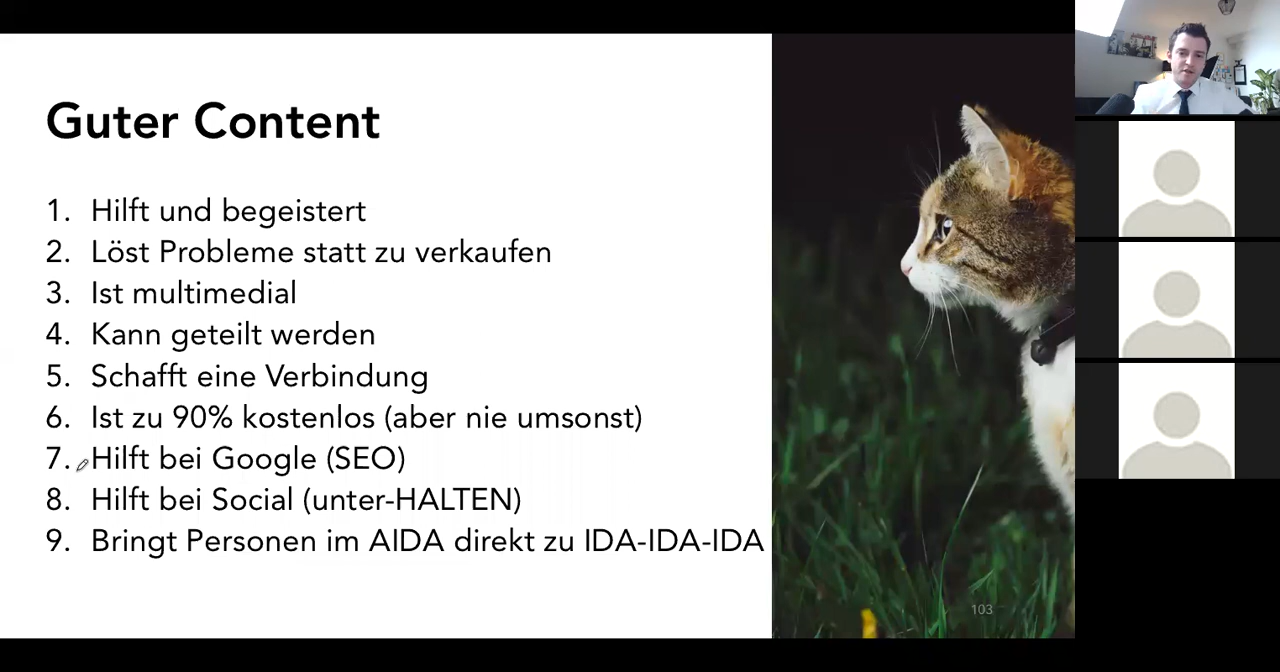 Guter Content
1. Hilft und begeistert
2. Löst Probleme statt zu verkaufen
3. Ist multimedial
4. Kann geteilt werden
5. Schafft eine Verbindung
6. Ist zu 90% kostenlos (aber nie umsonst)
7. Hilft bei Google (SEO)
8. Hilft bei Social (unter-HALTEN)
9. Bringt Personen im AIDA direkt zu IDA-IDA-IDA
103